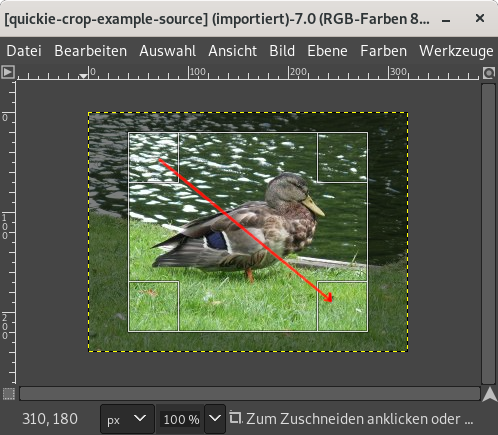 [quickie-crop-example-source] (importiert)-7.0 (RGB-Farben 8...
Datei Bearbeiten Auswahl Ansicht Bild Ebene Farben Werkzeuge
0 100 200 300
0
100
200
310, 180 px 100 % Zum Zuschneiden anklicken oder ...